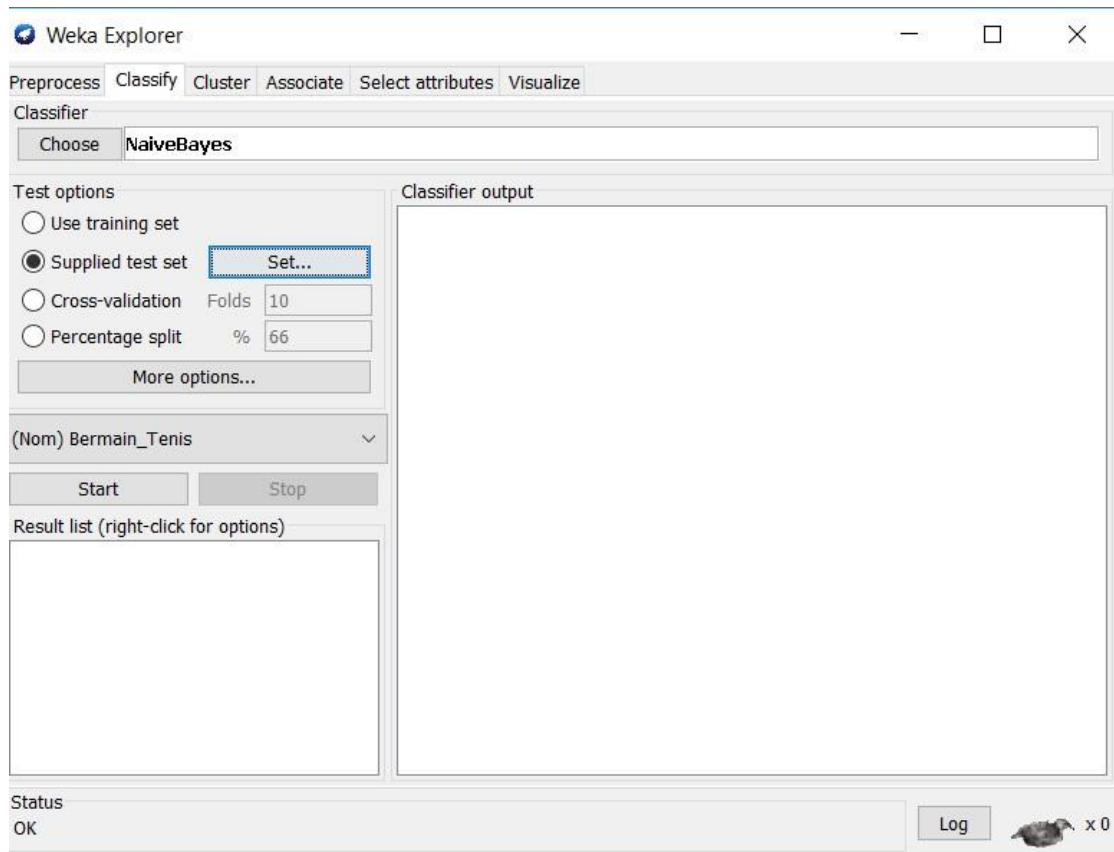 Weka Explorer
Preprocess Classify Cluster Associate Select attributes Visualize
Classifier
Choose NaiveBayes
Test options
Use training set
Supplied test set Set...
Cross-validation Folds 10
Percentage split % 66
More options...
(Nom) Bermain_Tenis
Start Stop
Result list (right-click for options)
Classifier output
Status
OK
Log x 0